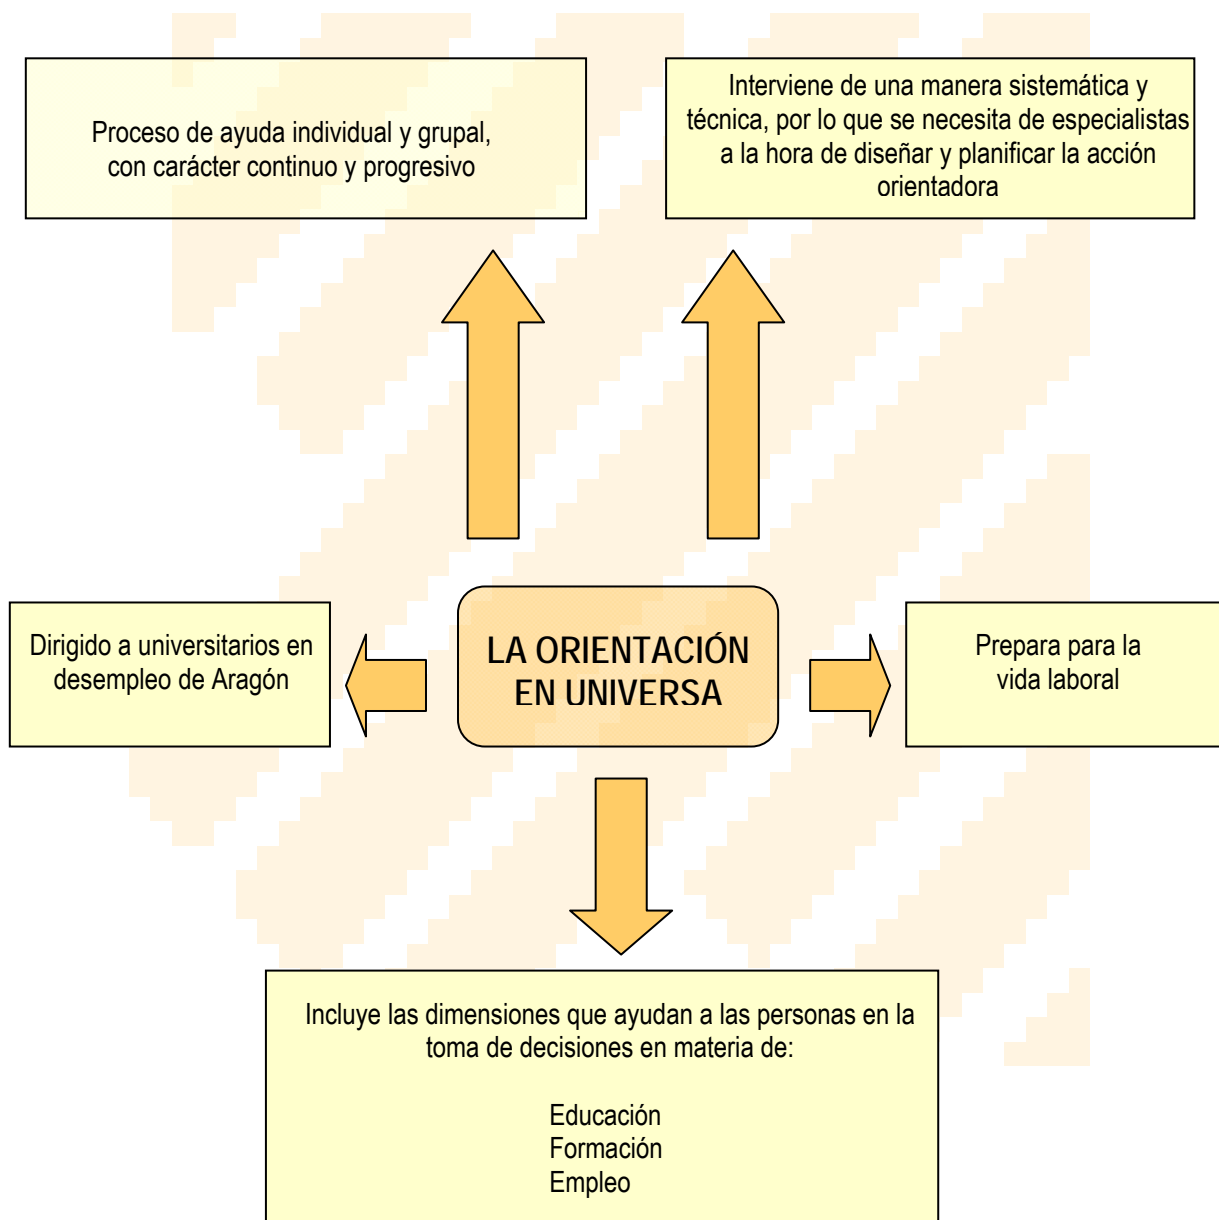 Proceso de ayuda individual y grupal,
con carácter continuo y progresivo
Interviene de una manera sistemática y
técnica, por lo que se necesita de especialistas
a la hora de diseñar y planificar la acción
orientadora
Dirigido a universitarios en
desempleo de Aragón
LA ORIENTACIÓN
EN UNIVERSA
Prepara para la
vida laboral
Incluye las dimensiones que ayudan a las personas en la
toma de decisiones en materia de:
Educación
Formación
Empleo